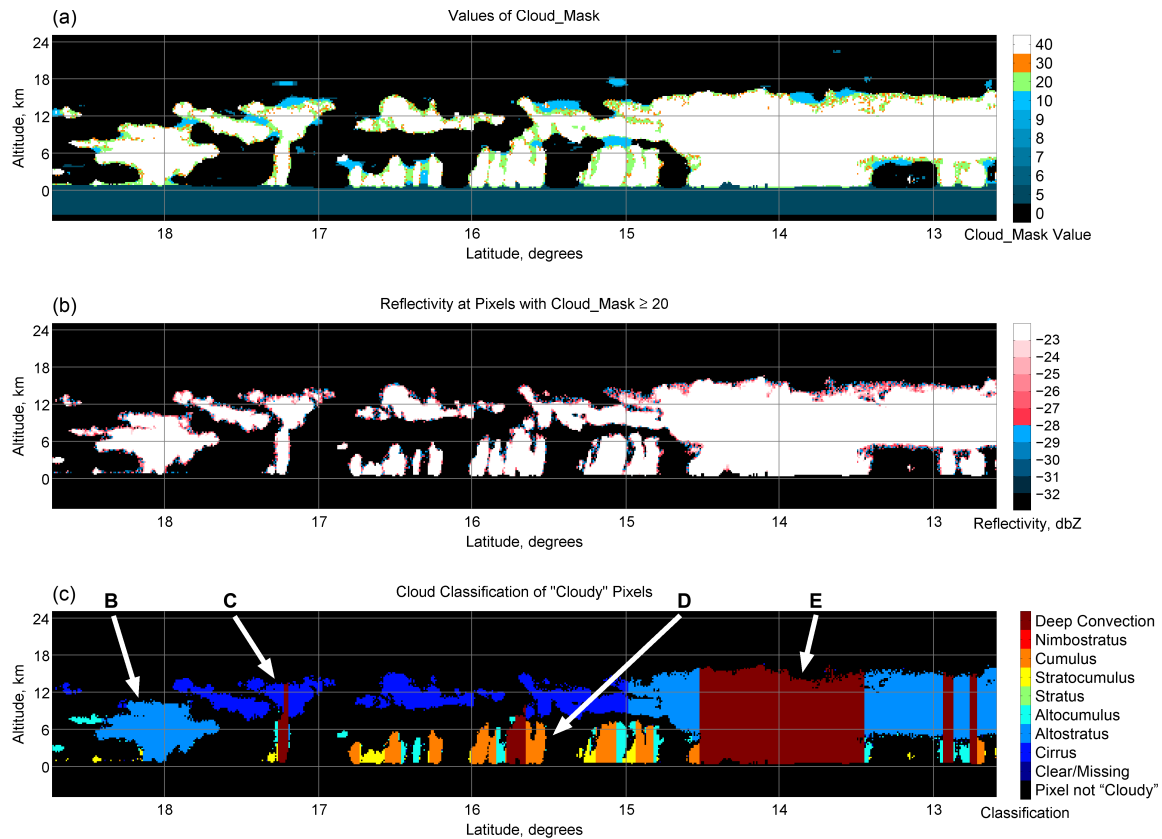 (a)
Values of Cloud_Mask
Altitude, km
24
18
12
6
0
18
17
16
15
14
13
Latitude, degrees
40
30
20
10
9
8
7
6
5
0
Cloud_Mask Value
(b)
Reflectivity at Pixels with Cloud_Mask ≥ 20
Altitude, km
24
18
12
6
0
18
17
16
15
14
13
Latitude, degrees
−23
−24
−25
−26
−27
−28
−29
−30
−31
−32
Reflectivity, dbZ
(c)
Cloud Classification of "Cloudy" Pixels
B
C
D
E
Altitude, km
24
18
12
6
0
18
17
16
15
14
13
Latitude, degrees
Deep Convection
Nimbostratus
Cumulus
Stratocumulus
Stratus
Altocumulus
Altostratus
Cirrus
Clear/Missing
Pixel not “Cloudy”
Classification